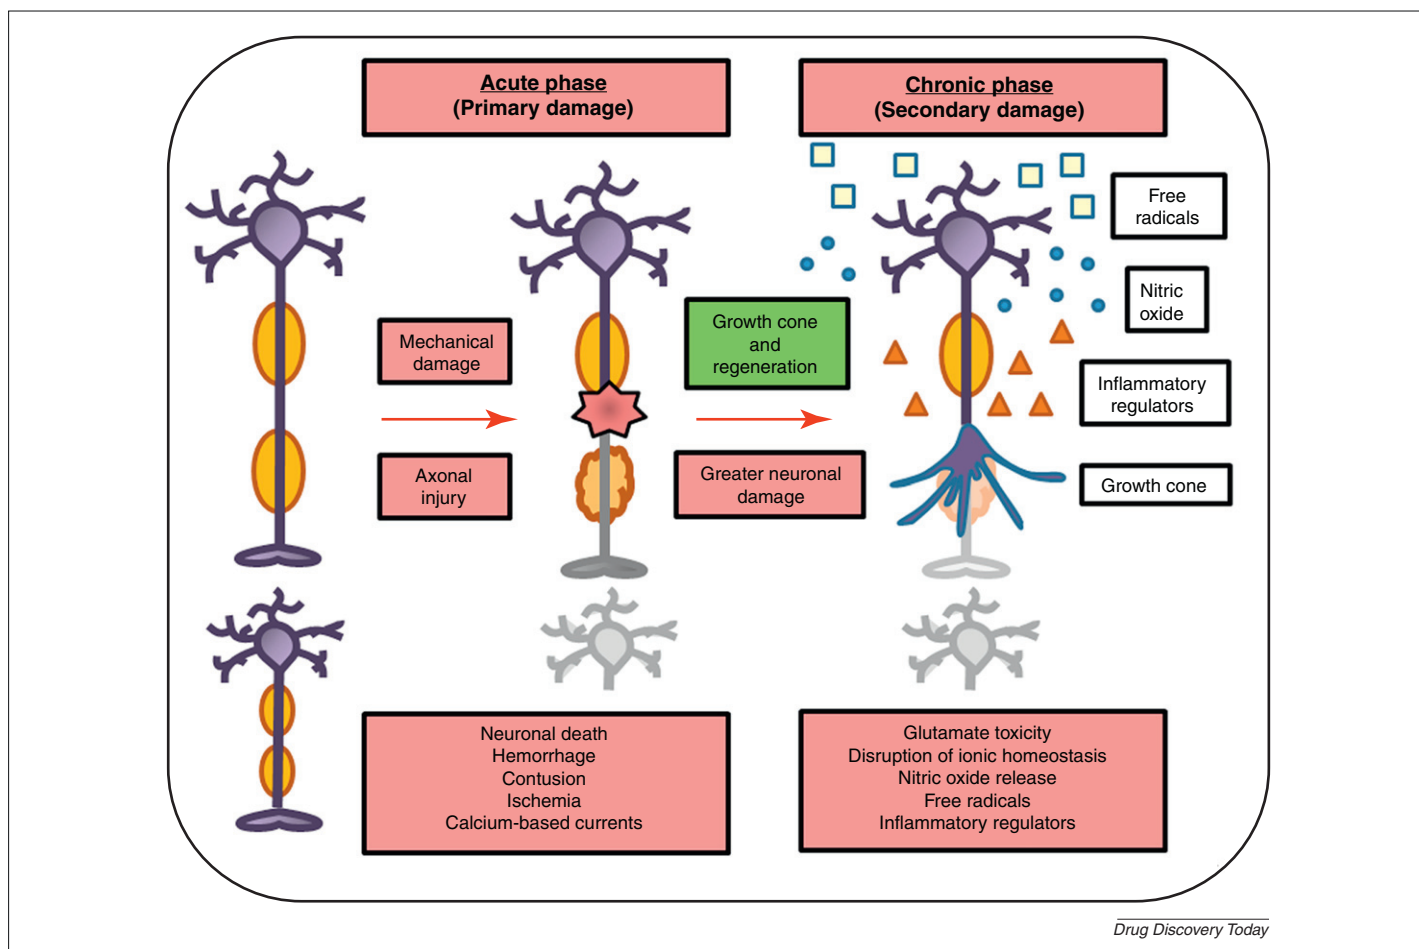 Acute phase
(Primary damage)
Chronic phase
(Secondary damage)
Free
radicals
Nitric
oxide
Mechanical
damage
Growth cone
and
regeneration
Inflammatory
regulators
Axonal
injury
Greater neuronal
damage
Growth cone
Neuronal death
Hemorrhage
Contusion
Ischemia
Calcium-based currents
Glutamate toxicity
Disruption of ionic homeostasis
Nitric oxide release
Free radicals
Inflammatory regulators
Drug Discovery Today